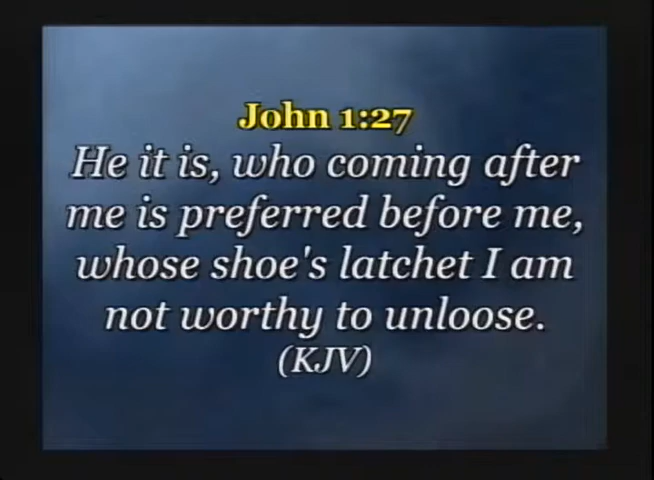 John 1:27
He it is, who coming after
me is preferred before me,
whose shoe's latchet I am
not worthy to unloose.
(KJV)